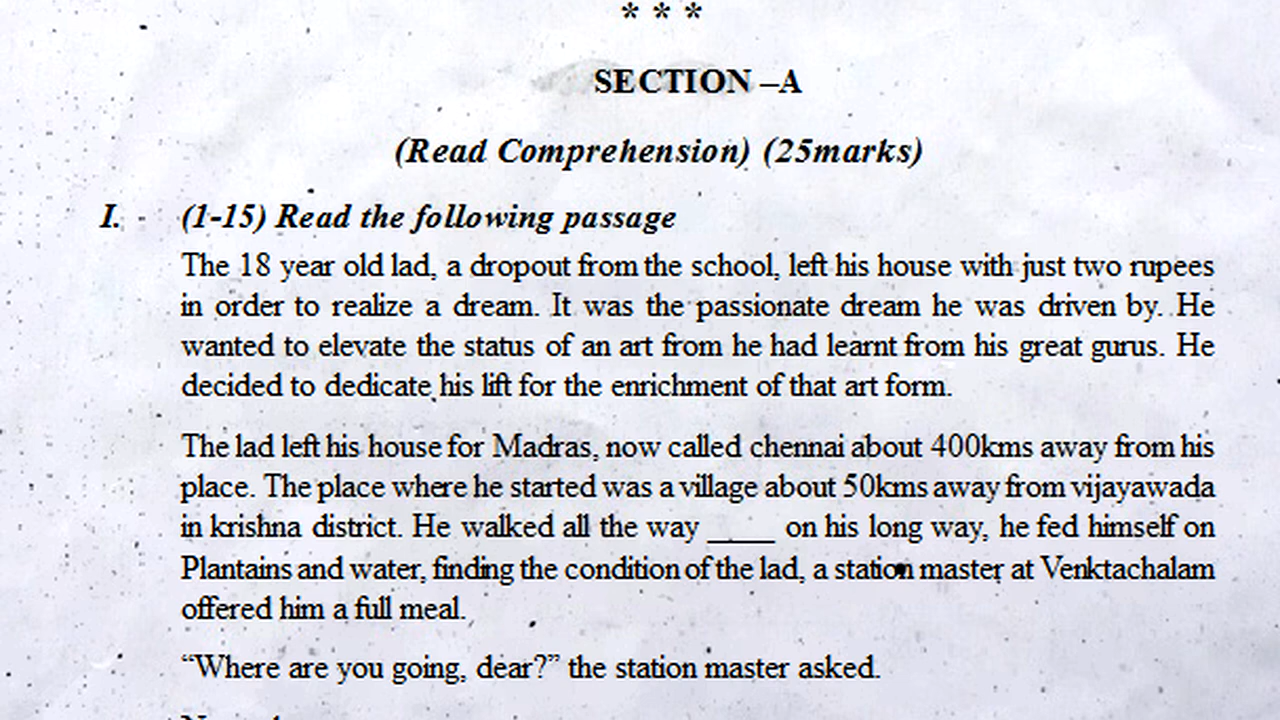 * * *
SECTION –A
(Read Comprehension) (25marks)
I. (1-15) Read the following passage
The 18 year old lad, a dropout from the school, left his house with just two rupees
in order to realize a dream. It was the passionate dream he was driven by. He
wanted to elevate the status of an art from he had learnt from his great gurus. He
decided to dedicate his lift for the enrichment of that art form.
The lad left his house for Madras, now called chennai about 400kms away from his
place. The place where he started was a village about 50kms away from vijayawada
in krishna district. He walked all the way ____ on his long way, he fed himself on
Plantains and water, finding the condition of the lad, a station master at Venktachalam
offered him a full meal.
“Where are you going, dear?” the station master asked.